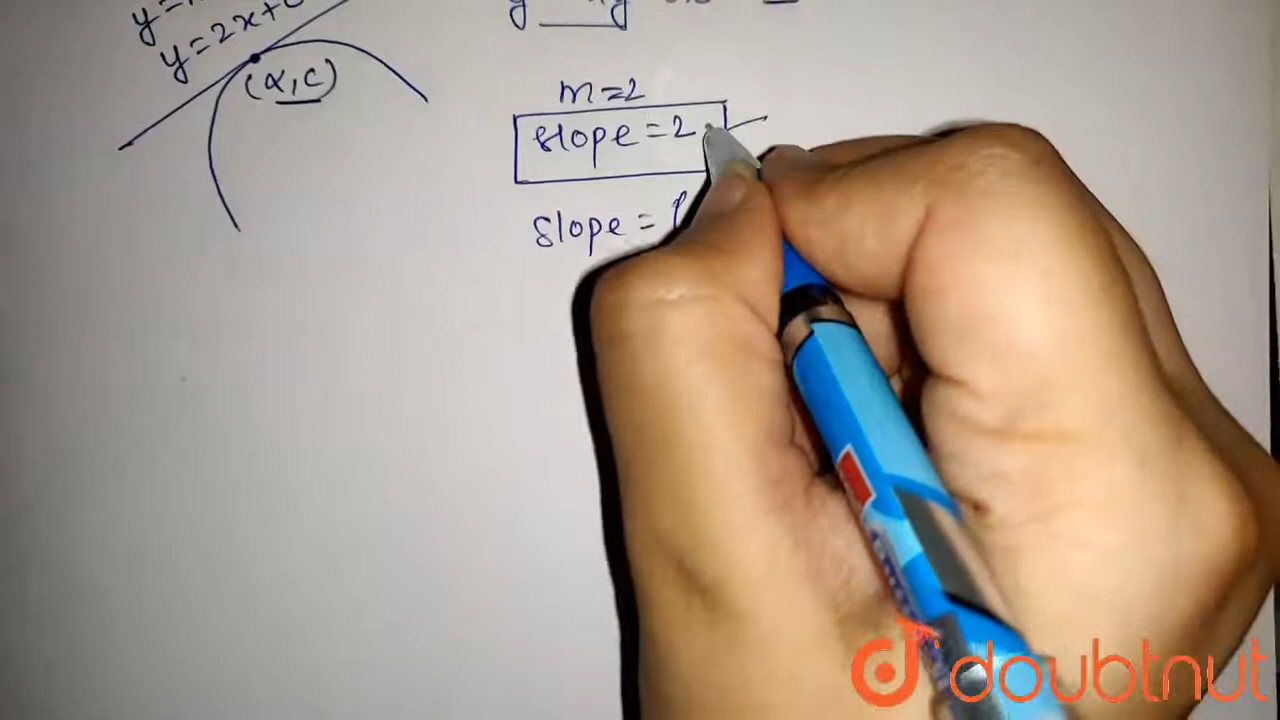 y=
y=2x+c
(α,c)
m=2
slope=2
slope=
doubtnut